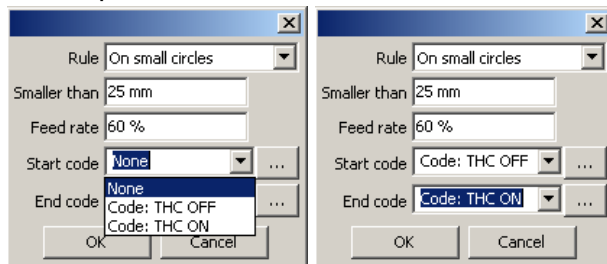 Rule On small circles
Smaller than 25 mm
Feed rate 60 %
Start code None ...
None
Code: THC OFF
Code: THC ON
End code ...
OK Cancel
Rule On small circles
Smaller than 25 mm
Feed rate 60 %
Start code Code: THC OFF ...
End code Code: THC ON ...
OK Cancel